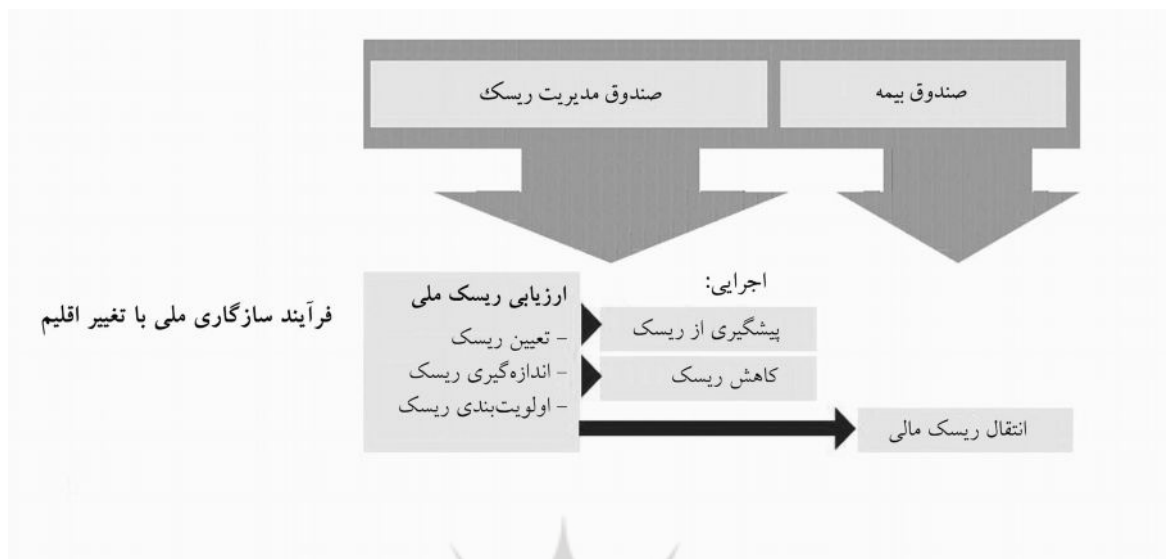 صندوق بیمه
صندوق مدیریت ریسک
اجرایی:
ارزیابی ریسک ملی
- تعیین ریسک
- اندازه‌گیری ریسک
- اولویت‌بندی ریسک
پیشگیری از ریسک
کاهش ریسک
انتقال ریسک مالی
فرآیند سازگاری ملی با تغییر اقلیم